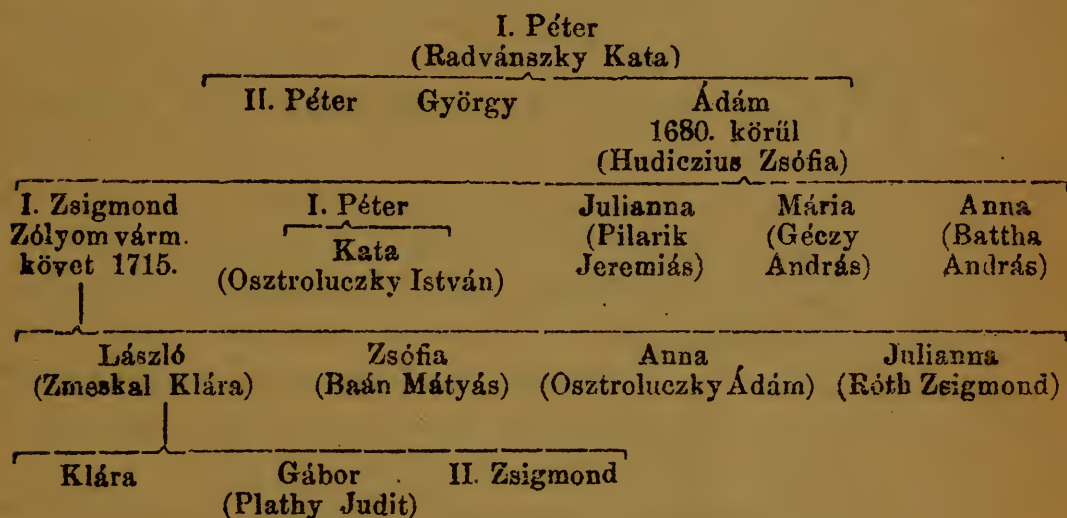 I. Péter
(Radvánszky Kata)
II. Péter György Ádám
1680. körül
(Hudiczius Zsófia)
I. Zsigmond I. Péter Julianna Mária Anna
Zólyom várm. Kata (Pilarik (Géczy (Battha
követ 1715. (Osztroluczky István) Jeremiás) András) András)
László Zsófia Anna Julianna
(Zmeskal Klára) (Baán Mátyás) (Osztroluczky Ádám) (Róth Zsigmond)
Klára Gábor II. Zsigmond
(Plathy Judit)